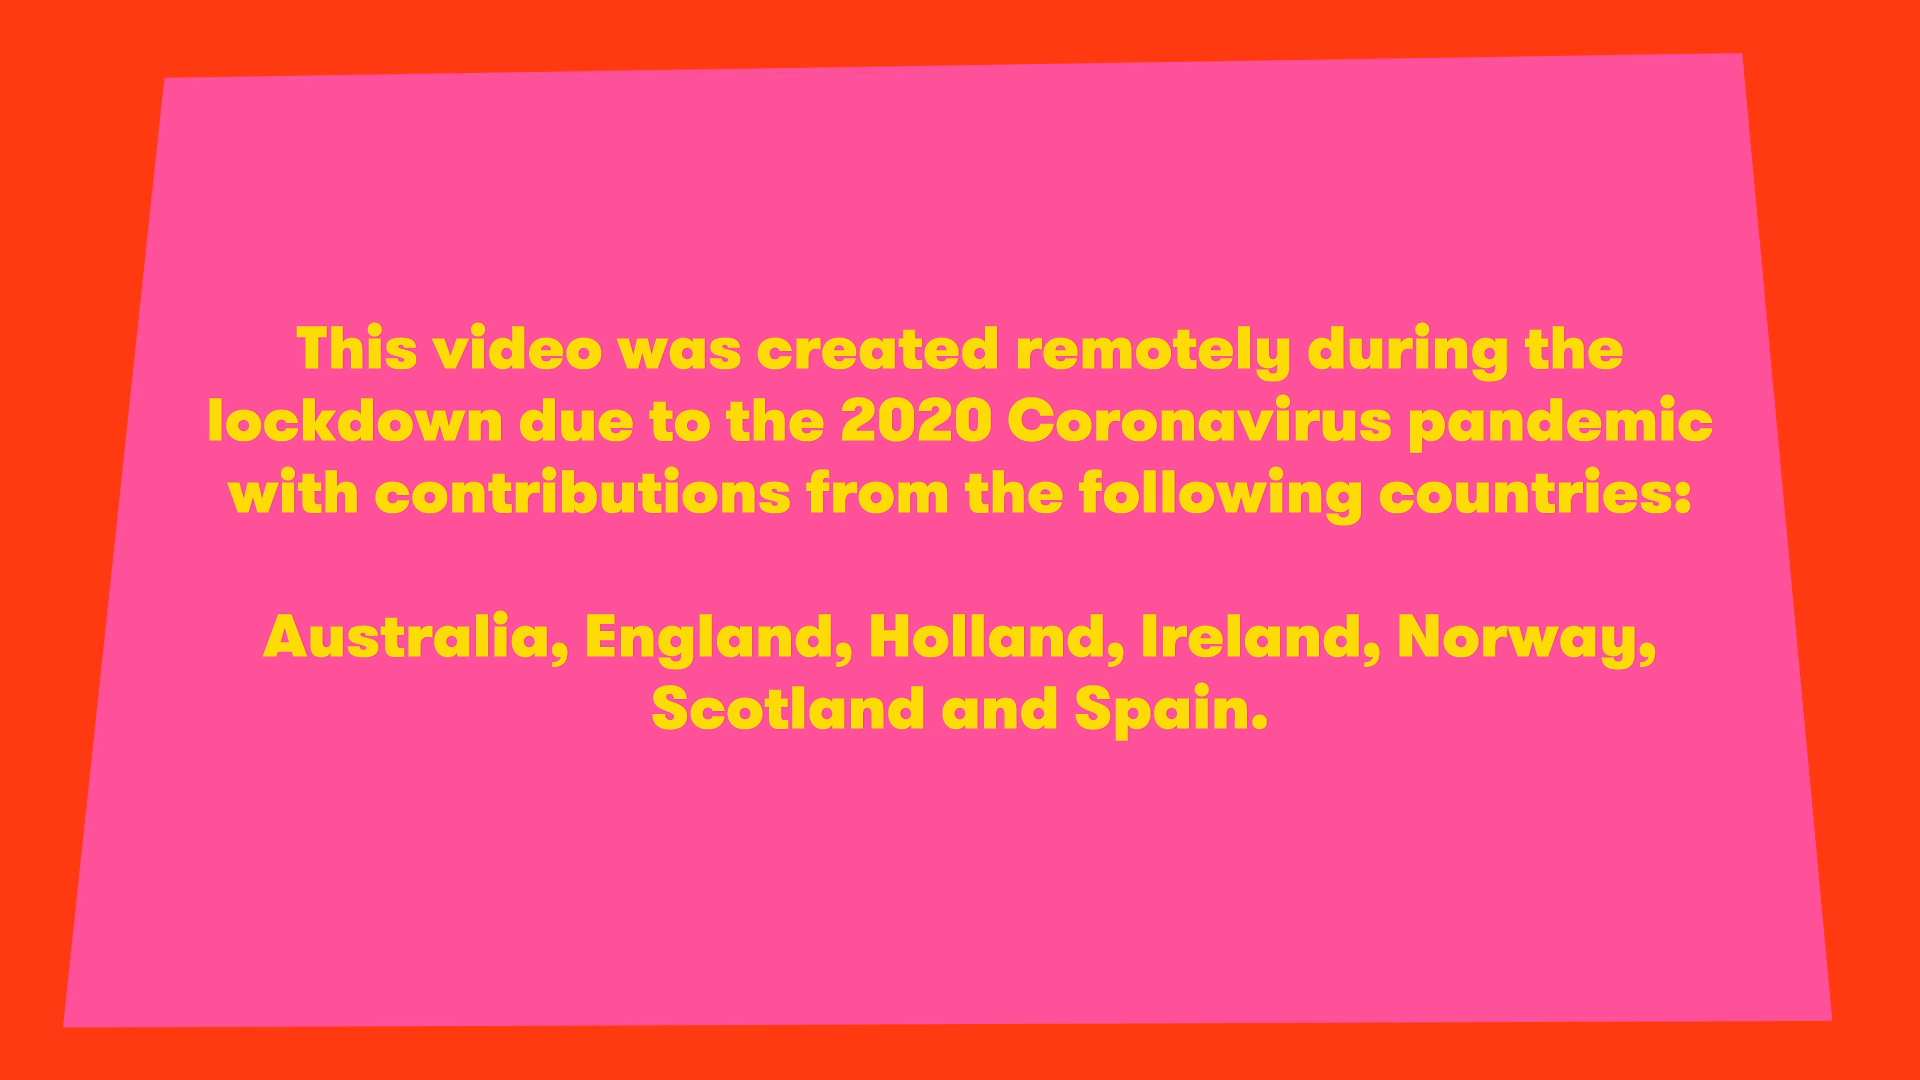 This video was created remotely during the
lockdown due to the 2020 Coronavirus pandemic
with contributions from the following countries:
Australia, England, Holland, Ireland, Norway,
Scotland and Spain.